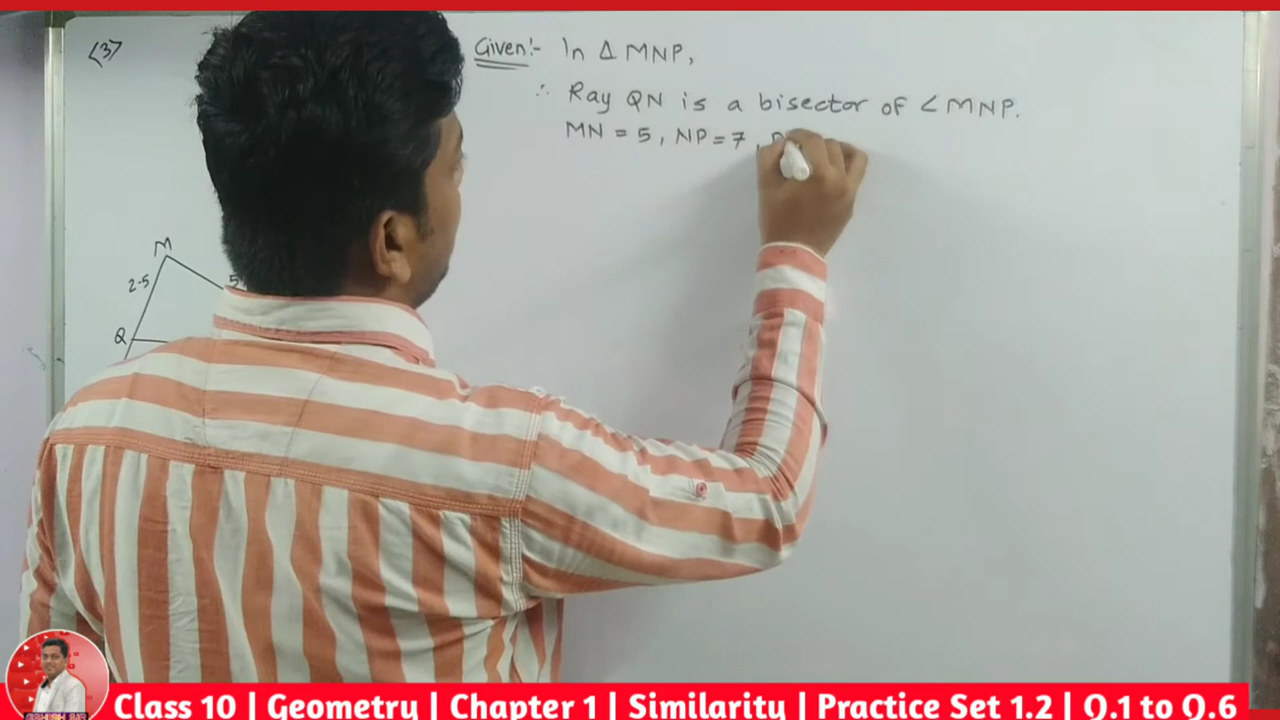 <3>
Given:- In Δ MNP,
∴ Ray QN is a bisector of ∠MNP.
MN = 5, NP = 7,
M
2.5
5
Q
Class 10 | Geometry | Chapter 1 | Similarity | Practice Set 1.2 | Q.1 to Q.6